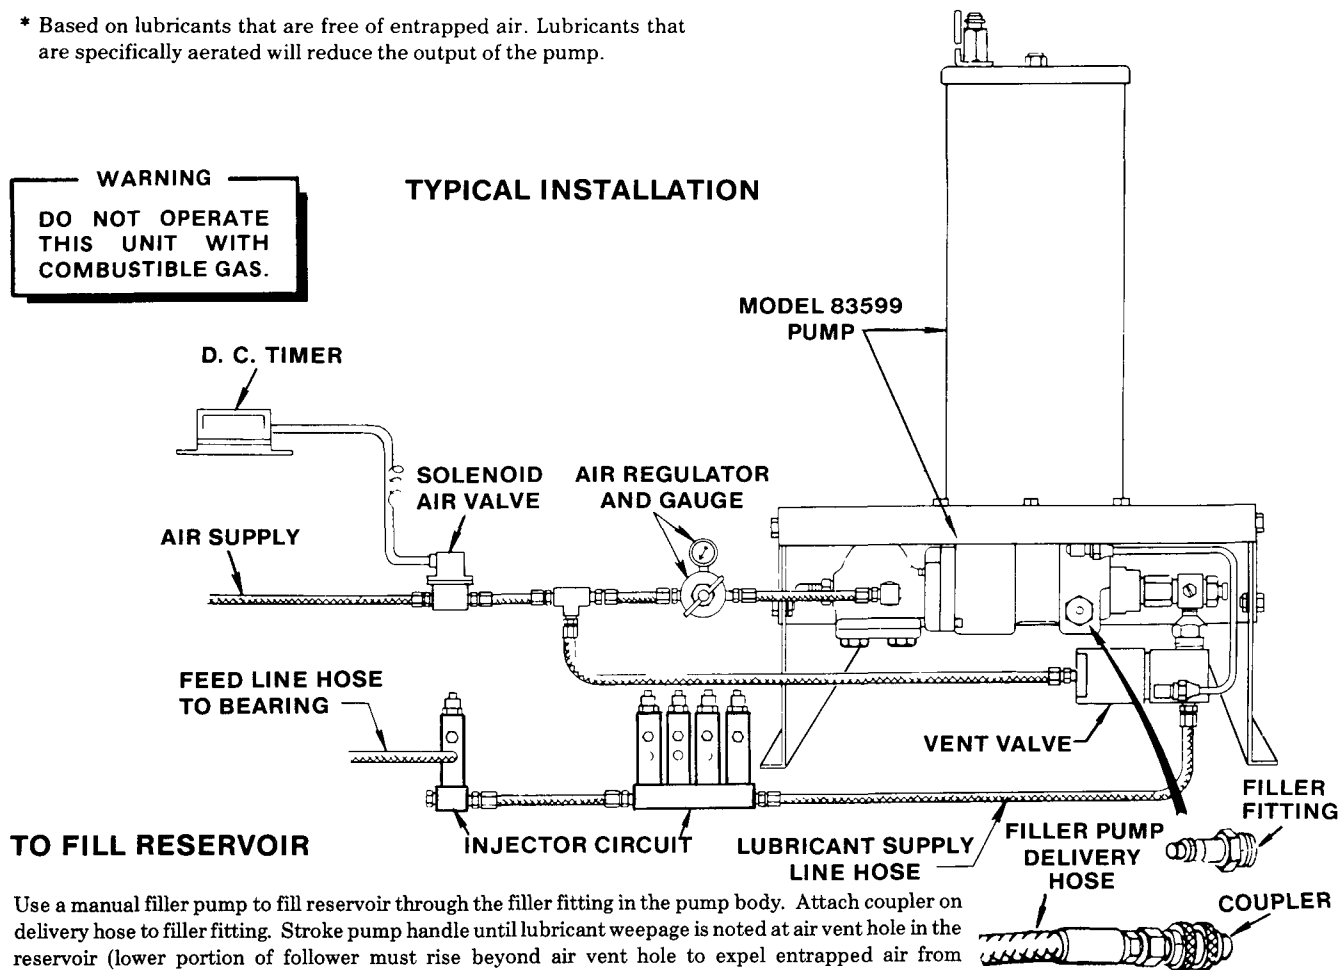 * Based on lubricants that are free of entrapped air. Lubricants that
are specifically aerated will reduce the output of the pump.
WARNING
DO NOT OPERATE
THIS UNIT WITH
COMBUSTIBLE GAS.
TYPICAL INSTALLATION
MODEL 83599
PUMP
D. C. TIMER
SOLENOID
AIR VALVE
AIR REGULATOR
AND GAUGE
AIR SUPPLY
FEED LINE HOSE
TO BEARING
VENT VALVE
FILLER
FITTING
INJECTOR CIRCUIT
LUBRICANT SUPPLY
LINE HOSE
FILLER PUMP
DELIVERY
HOSE
COUPLER
TO FILL RESERVOIR
Use a manual filler pump to fill reservoir through the filler fitting in the pump body. Attach coupler on
delivery hose to filler fitting. Stroke pump handle until lubricant weepage is noted at air vent hole in the
reservoir (lower portion of follower must rise beyond air vent hole to expel entrapped air from